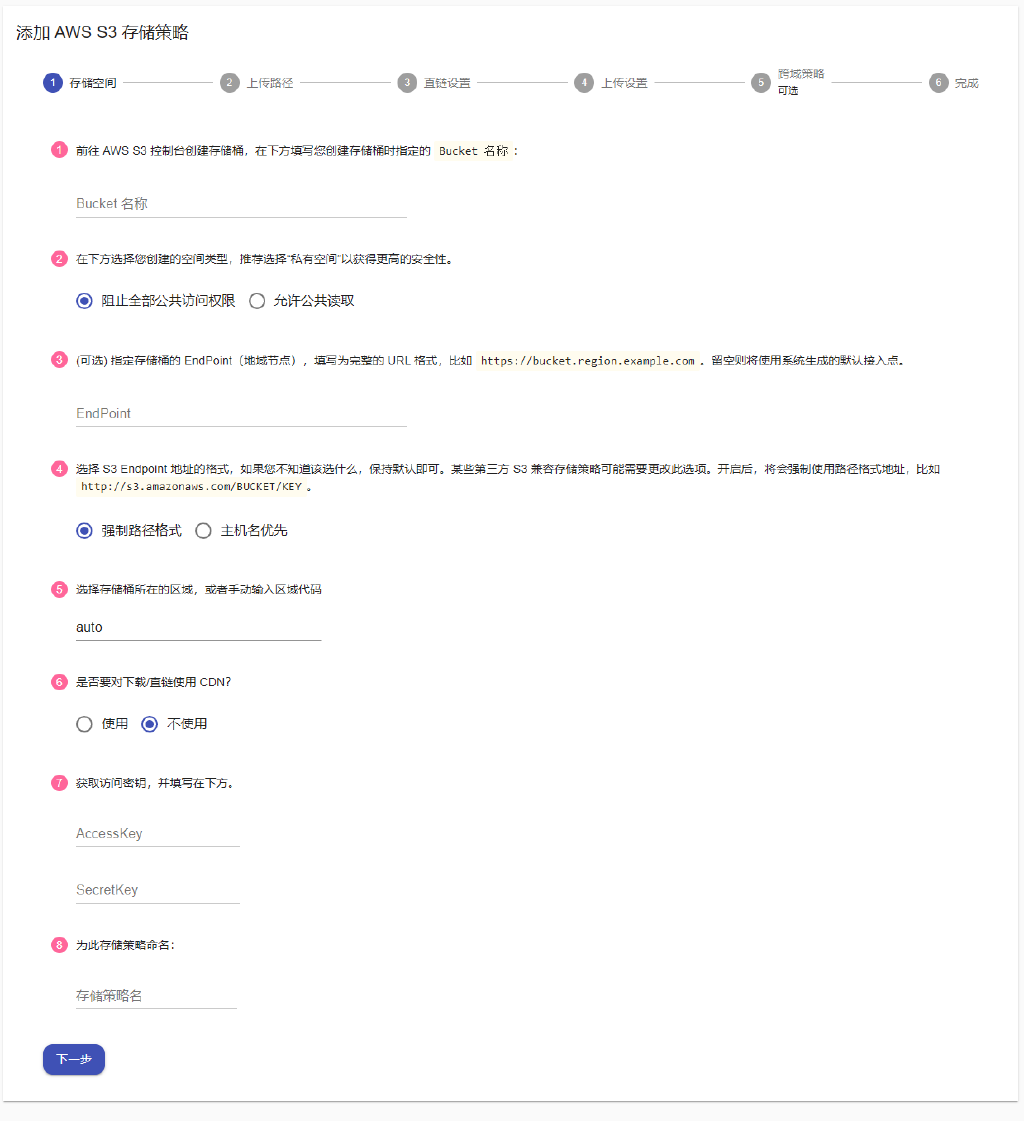 添加 AWS S3 存储策略
1 存储空间 2 上传路径 3 直链设置 4 上传设置 5 跨域策略 可选 6 完成
1 前往 AWS S3 控制台创建存储桶，在下方填写您创建存储桶时指定的 Bucket 名称：
Bucket 名称
2 在下方选择您创建的空间类型，推荐选择“私有空间”以获得更高的安全性。
阻止全部公共访问权限 允许公共读取
3 (可选) 指定存储桶的 EndPoint（地域节点），填写为完整的 URL 格式，比如 https://bucket.region.example.com 。留空则将使用系统生成的默认接入点。
EndPoint
4 选择 S3 Endpoint 地址的格式，如果您不知道该选什么，保持默认即可。某些第三方 S3 兼容存储策略可能需要更改此选项。开启后，将会强制使用路径格式地址，比如
http://s3.amazonaws.com/BUCKET/KEY 。
强制路径格式 主机名优先
5 选择存储桶所在的区域，或者手动输入区域代码
auto
6 是否要对下载/直链使用 CDN?
使用 不使用
7 获取访问密钥，并填写在下方。
AccessKey
SecretKey
8 为此存储策略命名：
存储策略名
下一步